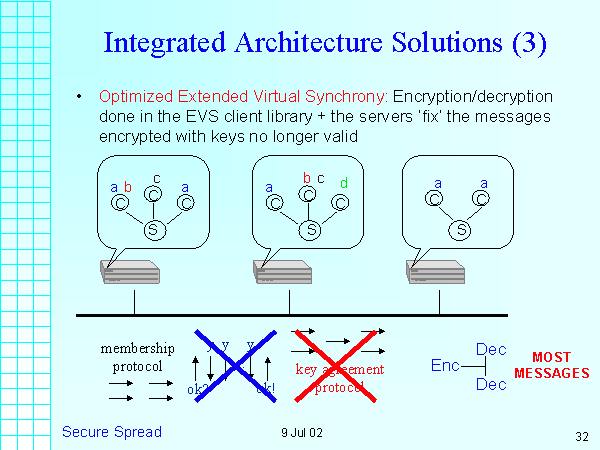 Integrated Architecture Solutions (3)
• Optimized Extended Virtual Synchrony: Encryption/decryption
done in the EVS client library + the servers ‘fix’ the messages
encrypted with keys no longer valid
a b c a
C C C
S
a b c d
C C C
S
a a
C C
S
membership
protocol
ok? ok!
key agreement
protocol
Enc
Dec
Dec
MOST
MESSAGES
Secure Spread
9 Jul 02
32